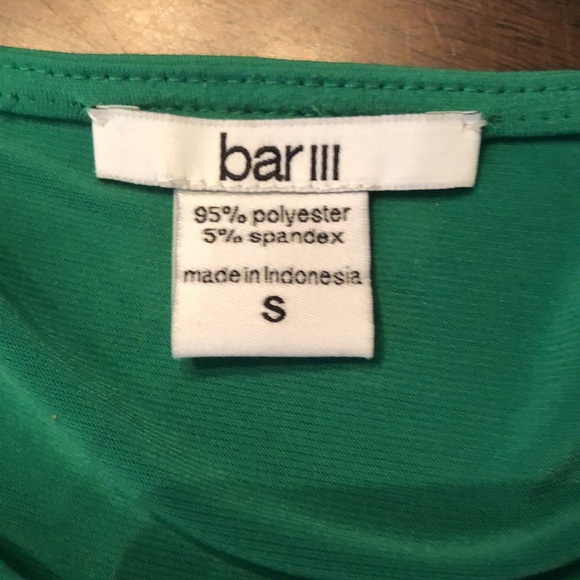 bar III
95% polyester
5% spandex
made in Indonesia
S